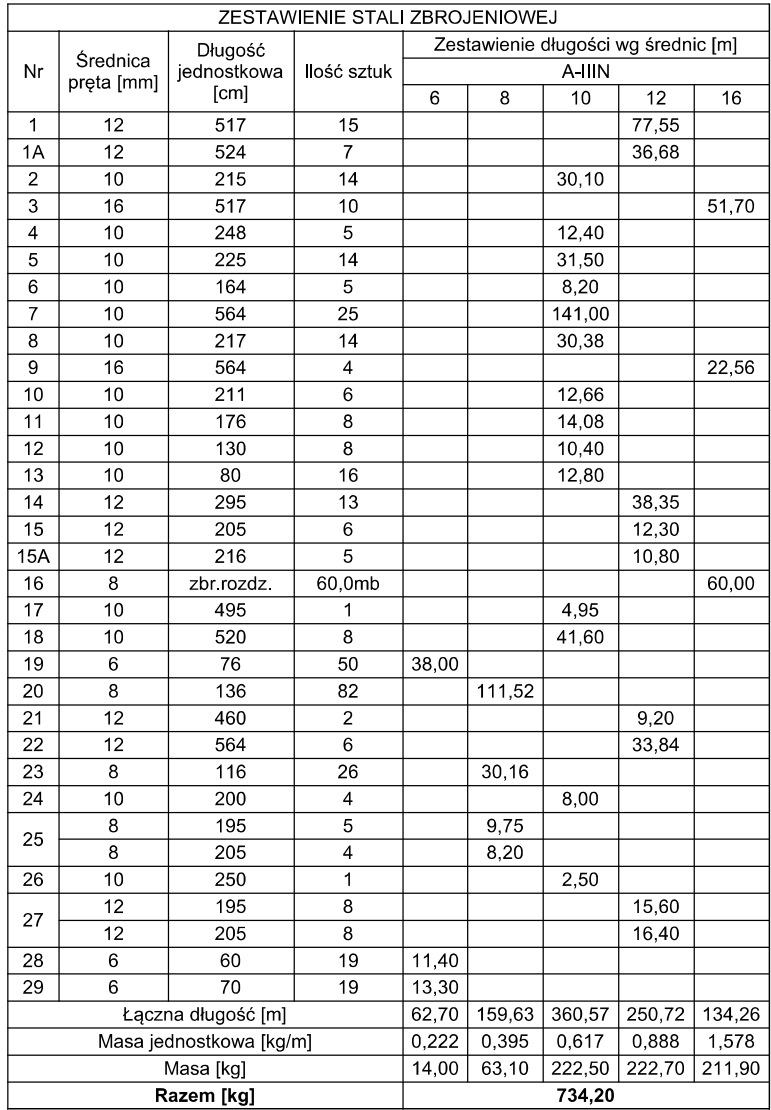 ZESTAWIENIE STALI ZBROJENIOWEJ
Nr Średnica pręta [mm] Długość jednostkowa [cm] Ilość sztuk Zestawienie długości wg średnic [m]
A-IIIN
6 8 10 12 16
1 12 517 15 77,55
1A 12 524 7 36,68
2 10 215 14 30,10
3 16 517 10 51,70
4 10 248 5 12,40
5 10 225 14 31,50
6 10 164 5 8,20
7 10 564 25 141,00
8 10 217 14 30,38
9 16 564 4 22,56
10 10 211 6 12,66
11 10 176 8 14,08
12 10 130 8 10,40
13 10 80 16 12,80
14 12 295 13 38,35
15 12 205 6 12,30
15A 12 216 5 10,80
16 8 zbr.rozdz. 60,0mb 60,00
17 10 495 1 4,95
18 10 520 8 41,60
19 6 76 50 38,00
20 8 136 82 111,52
21 12 460 2 9,20
22 12 564 6 33,84
23 8 116 26 30,16
24 10 200 4 8,00
25 8 195 5 9,75
8 205 4 8,20
26 10 250 1 2,50
27 12 195 8 15,60
12 205 8 16,40
28 6 60 19 11,40
29 6 70 19 13,30
Łączna długość [m] 62,70 159,63 360,57 250,72 134,26
Masa jednostkowa [kg/m] 0,222 0,395 0,617 0,888 1,578
Masa [kg] 14,00 63,10 222,50 222,70 211,90
Razem [kg] 734,20